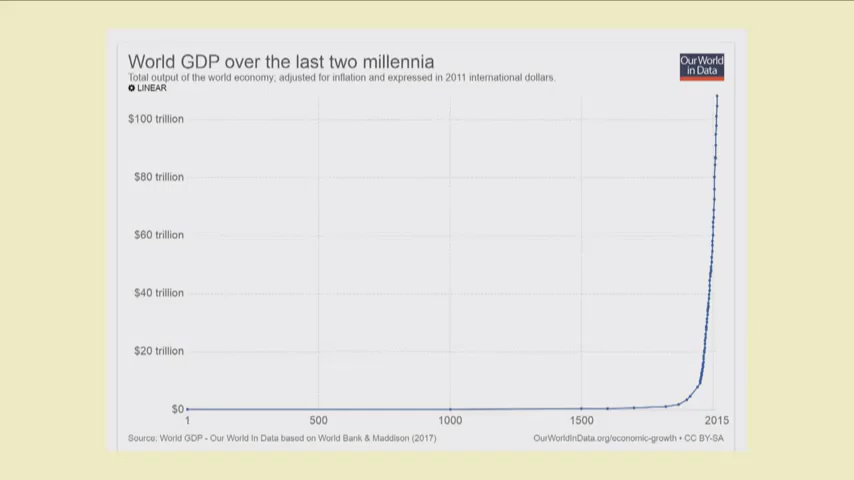 World GDP over the last two millennia
Total output of the world economy, adjusted for inflation and expressed in 2011 international dollars.
LINEAR
Our World
in Data
$100 trillion
$80 trillion
$60 trillion
$40 trillion
$20 trillion
$0
1
500
1000
1500
2015
Source: World GDP - Our World In Data based on World Bank & Maddison (2017)
OurWorldInData.org/economic-growth • CC BY-SA